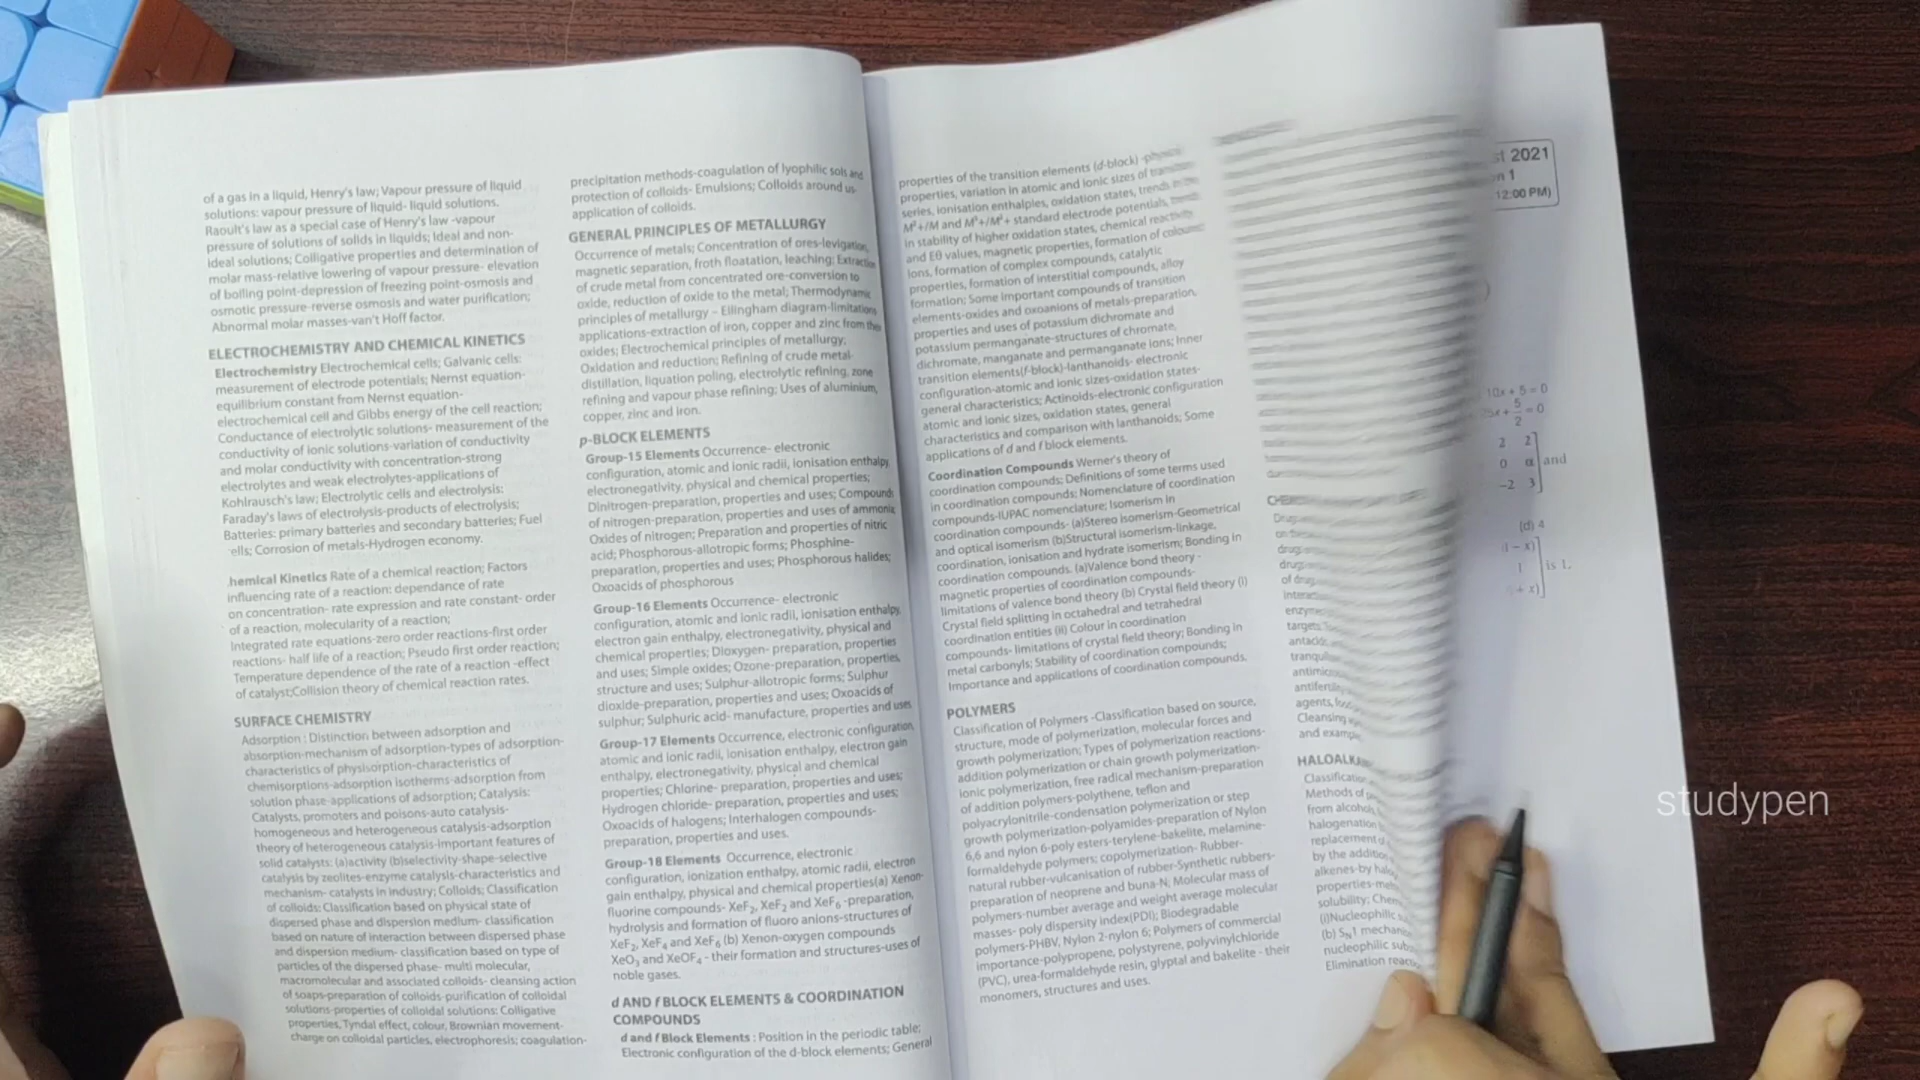 of a gas in a liquid, Henry's law; Vapour pressure of liquid
solutions: vapour pressure of liquid- liquid solutions.
Raoult's law as a special case of Henry's law -vapour
pressure of solutions of solids in liquids; Ideal and non-
ideal solutions; Colligative properties and determination of
molar mass-relative lowering of vapour pressure- elevation
of boiling point-depression of freezing point-osmosis and
osmotic pressure-reverse osmosis and water purification;
Abnormal molar masses-van't Hoff factor.
ELECTROCHEMISTRY AND CHEMICAL KINETICS
Electrochemistry Electrochemical cells; Galvanic cells:
measurement of electrode potentials; Nernst equation-
equilibrium constant from Nernst equation-
electrochemical cell and Gibbs energy of the cell reaction;
Conductance of electrolytic solutions- measurement of the
conductivity of ionic solutions-variation of conductivity
and molar conductivity with concentration-strong
electrolytes and weak electrolytes-applications of
Kohlrausch's law; Electrolytic cells and electrolysis:
Faraday's laws of electrolysis-products of electrolysis;
Batteries: primary batteries and secondary batteries; Fuel
ells; Corrosion of metals-Hydrogen economy.
hemical Kinetics Rate of a chemical reaction; Factors
influencing rate of a reaction: dependance of rate
on concentration- rate expression and rate constant- order
of a reaction, molecularity of a reaction;
Integrated rate equations-zero order reactions-first order
reactions- half life of a reaction; Pseudo first order reaction;
Temperature dependence of the rate of a reaction -effect
of catalyst;Collision theory of chemical reaction rates.
SURFACE CHEMISTRY
Adsorption : Distinction between adsorption and
absorption-mechanism of adsorption-types of adsorption-
characteristics of physisorption-characteristics of
chemisorptions-adsorption isotherms-adsorption from
solution phase-applications of adsorption; Catalysis:
Catalysts, promoters and poisons-auto catalysis-
homogeneous and heterogeneous catalysis-adsorption
theory of heterogeneous catalysis-important features of
solid catalysts: (a)activity (b)selectivity-shape-selective
catalysis by zeolites-enzyme catalysis-characteristics and
mechanism- catalysts in industry; Colloids; Classification
of colloids: Classification based on physical state of
dispersed phase and dispersion medium- classification
based on nature of interaction between dispersed phase
and dispersion medium- classification based on type of
particles of the dispersed phase- multi molecular,
macromolecular and associated colloids- cleansing action
of soaps-preparation of colloids-purification of colloidal
solutions-properties of colloidal solutions: Colligative
properties, Tyndal effect, colour, Brownian movement-
charge on colloidal particles, electrophoresis; coagulation-
precipitation methods-coagulation of lyophilic sols and
protection of colloids- Emulsions; Colloids around us-
application of colloids.
GENERAL PRINCIPLES OF METALLURGY
Occurrence of metals; Concentration of ores-levigation,
magnetic separation, froth floatation, leaching; Extraction
of crude metal from concentrated ore-conversion to
oxide, reduction of oxide to the metal; Thermodynamic
principles of metallurgy - Ellingham diagram-limitations
applications-extraction of iron, copper and zinc from their
oxides; Electrochemical principles of metallurgy,
Oxidation and reduction; Refining of crude metal-
distillation, liquation poling, electrolytic refining, zone
refining and vapour phase refining; Uses of aluminium,
copper, zinc and iron.
p-BLOCK ELEMENTS
Group-15 Elements Occurrence- electronic
configuration, atomic and ionic radii, ionisation enthalpy
electronegativity, physical and chemical properties;
Dinitrogen-preparation, properties and uses; Compounds
of nitrogen-preparation, properties and uses of ammonia
Oxides of nitrogen; Preparation and properties of nitric
acid; Phosphorous-allotropic forms; Phosphine-
preparation, properties and uses; Phosphorous halides;
Oxoacids of phosphorous
Group-16 Elements Occurrence- electronic
configuration, atomic and ionic radii, ionisation enthalpy,
electron gain enthalpy, electronegativity, physical and
chemical properties; Dioxygen- preparation, properties
and uses; Simple oxides; Ozone-preparation, properties,
structure and uses; Sulphur-allotropic forms; Sulphur
dioxide-preparation, properties and uses; Oxoacids of
sulphur; Sulphuric acid- manufacture, properties and uses
Group-17 Elements Occurrence, electronic configuration,
atomic and ionic radii, ionisation enthalpy, electron gain
enthalpy, electronegativity, physical and chemical
properties; Chlorine- preparation, properties and uses;
Hydrogen chloride- preparation, properties and uses;
Oxoacids of halogens; Interhalogen compounds-
preparation, properties and uses.
Group-18 Elements Occurrence, electronic
configuration, ionization enthalpy, atomic radii, electron
gain enthalpy, physical and chemical properties(a) Xenon-
fluorine compounds- XeF₂, XeF₂ and XeF₆ -preparation,
hydrolysis and formation of fluoro anions-structures of
XeF₂, XeF₄ and XeF₆ (b) Xenon-oxygen compounds
XeO₃ and XeOF₄ - their formation and structures-uses of
noble gases.
d AND f BLOCK ELEMENTS & COORDINATION
COMPOUNDS
d and f Block Elements : Position in the periodic table;
Electronic configuration of the d-block elements; General
properties of the transition elements (d-block) -physical
properties, variation in atomic and ionic sizes of transition
series, ionisation enthalpies, oxidation states, trends in the
and standard electrode potentials,
in stability of higher oxidation states, chemical reactivity
and Eθ values, magnetic properties, formation of coloured
ions, formation of complex compounds, catalytic
properties, formation of interstitial compounds, alloy
formation; Some important compounds of transition
elements-oxides and oxoanions of metals-preparation,
properties and uses of potassium dichromate and
potassium permanganate-structures of chromate,
dichromate, manganate and permanganate ions; Inner
transition elements(f-block)-lanthanoids- electronic
configuration-atomic and ionic sizes-oxidation states-
general characteristics; Actinoids-electronic configuration
atomic and ionic sizes, oxidation states, general
characteristics and comparison with lanthanoids; Some
applications of d and f block elements.
Coordination Compounds Werner's theory of
coordination compounds; Definitions of some terms used
in coordination compounds; Nomenclature of coordination
compounds-IUPAC nomenclature; Isomerism in
coordination compounds- (a)Stereo isomerism-Geometrical
and optical isomerism (b)Structural isomerism-linkage,
coordination, ionisation and hydrate isomerism; Bonding in
coordination compounds. (a)Valence bond theory -
magnetic properties of coordination compounds-
limitations of valence bond theory (b) Crystal field theory (i)
Crystal field splitting in octahedral and tetrahedral
coordination entities (ii) Colour in coordination
compounds- limitations of crystal field theory; Bonding in
metal carbonyls; Stability of coordination compounds;
Importance and applications of coordination compounds.
POLYMERS
Classification of Polymers -Classification based on source,
structure, mode of polymerization, molecular forces and
growth polymerization; Types of polymerization reactions-
addition polymerization or chain growth polymerization-
ionic polymerization, free radical mechanism-preparation
of addition polymers-polythene, teflon and
polyacrylonitrile-condensation polymerization or step
growth polymerization-polyamides-preparation of Nylon
6,6 and nylon 6-poly esters-terylene-bakelite, melamine-
formaldehyde polymers; copolymerization- Rubber-
natural rubber-vulcanisation of rubber-Synthetic rubbers-
preparation of neoprene and buna-N; Molecular mass of
polymers-number average and weight average molecular
masses- poly dispersity index(PDI); Biodegradable
polymers-PHBV, Nylon 2-nylon 6; Polymers of commercial
importance-polypropene, polystyrene, polyvinylchloride
(PVC), urea-formaldehyde resin, glyptal and bakelite - their
monomers, structures and uses.
of drug
enzyme
targets
Cleansing
and
HALOALKA
Methods of
from alcoh
halogenation
replacement
by the addition
alkenes-by
solubility;
(i)Nucleophilic
(b) SN1 mecha
nucleophilic sub
Elimination reac
st 2021
n 1
12:00 PM)
10x + 5 = 0
5/2 = 0
2 2
0 α and
-2 3
(d) 4
1 is 1.
+ x)
studypen